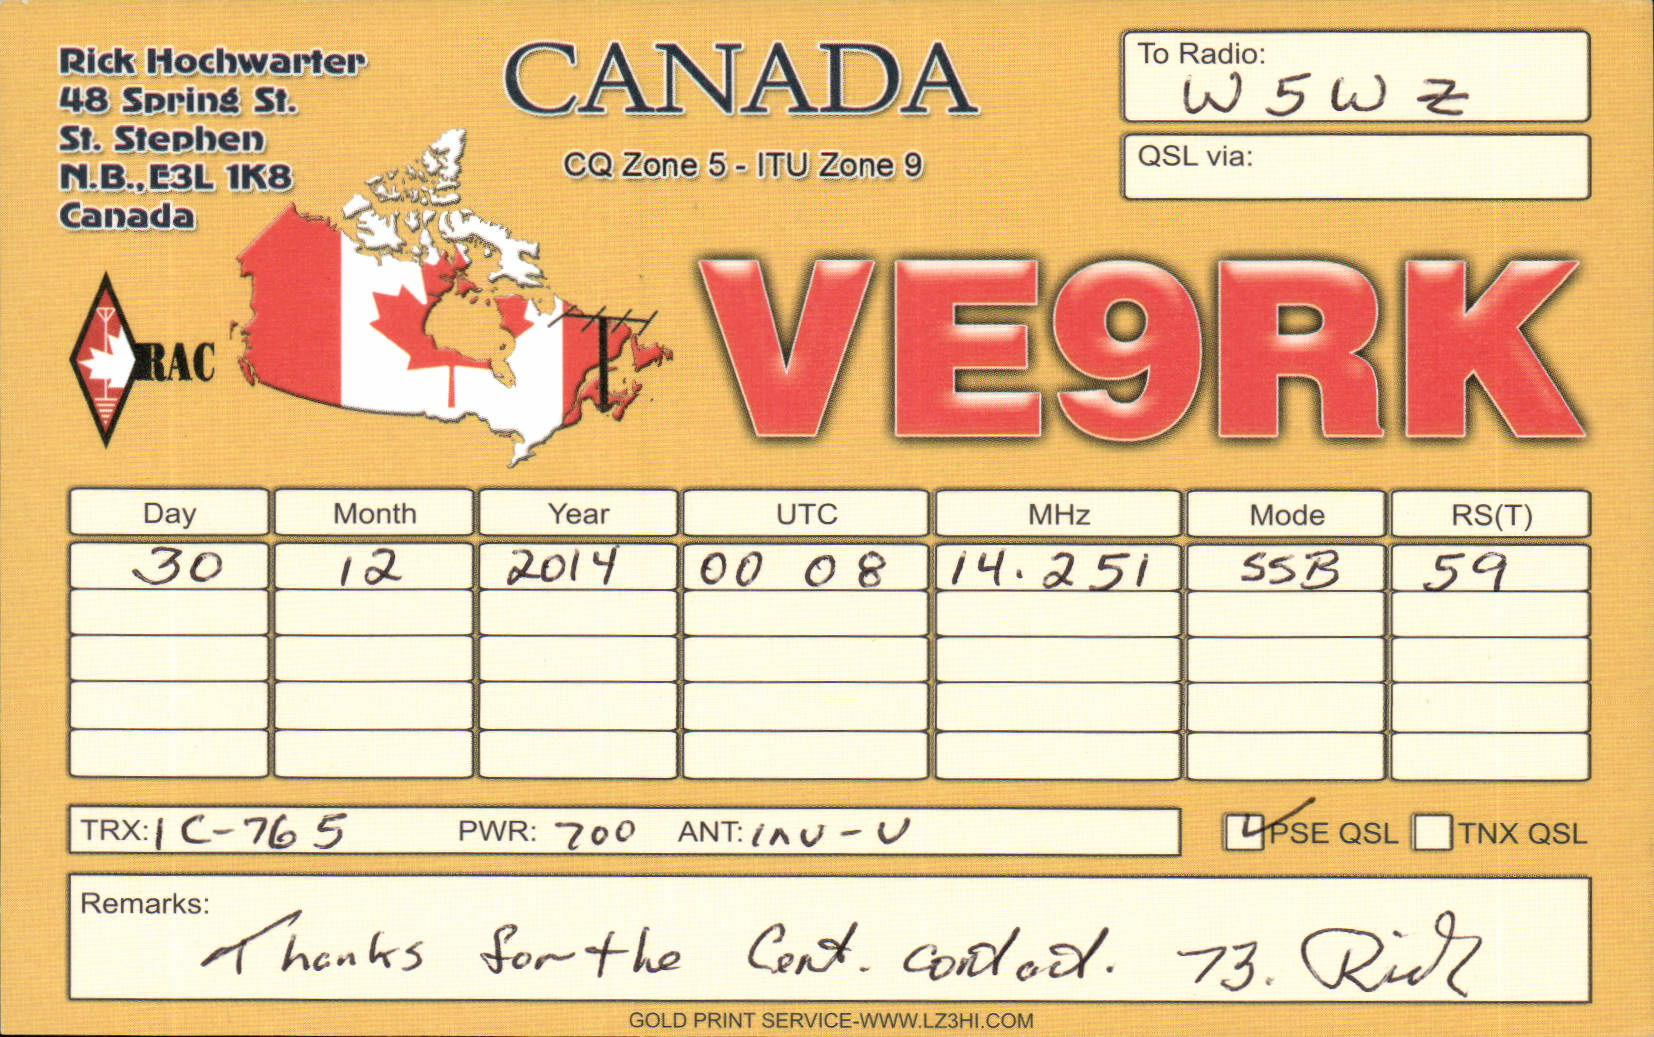 Rick Hochwarter
48 Spring St.
St. Stephen
N.B.,E3L 1K8
Canada
CANADA
CQ Zone 5 - ITU Zone 9
To Radio:
W5WZ
QSL via:
RAC
VE9RK
Day Month Year UTC MHz Mode RS(T)
30 12 2014 00 08 14.251 SSB 59
TRX: IC-765 PWR: 700 ANT: inv-v
PSE QSL TNX QSL
Remarks:
Thanks for the Cent. contact. 73. Rick
GOLD PRINT SERVICE-WWW.LZ3HI.COM